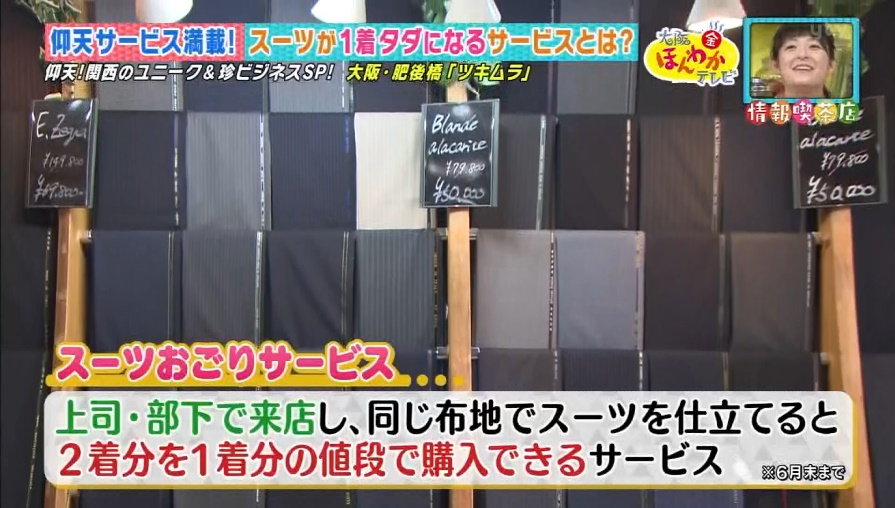 仰天サービス満載! スーツが1着タダになるサービスとは?
仰天!関西のユニーク&珍ビジネスSP! 大阪・肥後橋「ツキムラ」
大阪
金
ほんわか
テレビ
情報喫茶店
E. Zegna
¥149.800
¥69.800
Blande
alacarite
¥79.800
¥50.000
alacarite
¥79.800
¥50.000
スーツおごりサービス
上司・部下で来店し、同じ布地でスーツを仕立てると
2着分を1着分の値段で購入できるサービス
※6月末まで